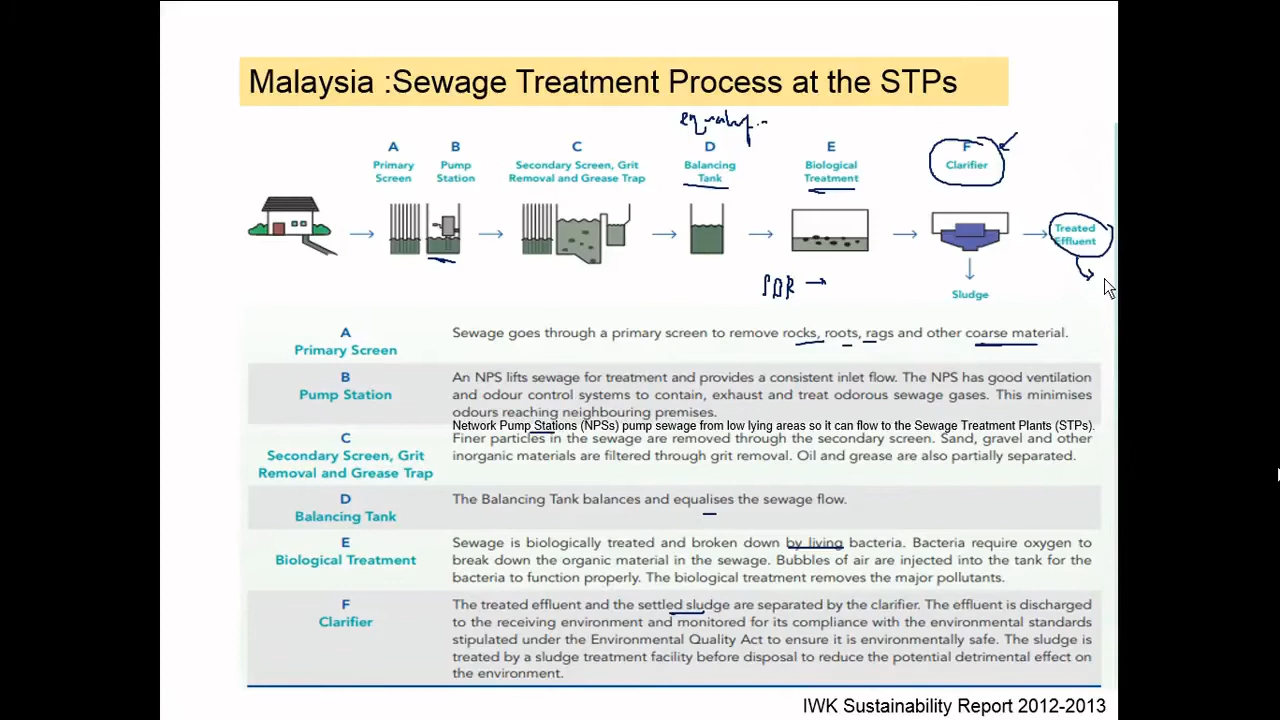 Malaysia :Sewage Treatment Process at the STPs
A
Primary
Screen
B
Pump
Station
C
Secondary Screen, Grit
Removal and Grease Trap
D
Balancing
Tank
E
Biological
Treatment
F
Clarifier
Treated
Effluent
Sludge
A
Primary Screen
Sewage goes through a primary screen to remove rocks, roots, rags and other coarse material.
B
Pump Station
An NPS lifts sewage for treatment and provides a consistent inlet flow. The NPS has good ventilation
and odour control systems to contain, exhaust and treat odorous sewage gases. This minimises
odours reaching neighbouring premises.
Network Pump Stations (NPSs) pump sewage from low lying areas so it can flow to the Sewage Treatment Plants (STPs).
C
Secondary Screen, Grit
Removal and Grease Trap
Finer particles in the sewage are removed through the secondary screen. Sand, gravel and other
inorganic materials are filtered through grit removal. Oil and grease are also partially separated.
D
Balancing Tank
The Balancing Tank balances and equalises the sewage flow.
E
Biological Treatment
Sewage is biologically treated and broken down by living bacteria. Bacteria require oxygen to
break down the organic material in the sewage. Bubbles of air are injected into the tank for the
bacteria to function properly. The biological treatment removes the major pollutants.
F
Clarifier
The treated effluent and the settled sludge are separated by the clarifier. The effluent is discharged
to the receiving environment and monitored for its compliance with the environmental standards
stipulated under the Environmental Quality Act to ensure it is environmentally safe. The sludge is
treated by a sludge treatment facility before disposal to reduce the potential detrimental effect on
the environment.
IWK Sustainability Report 2012-2013